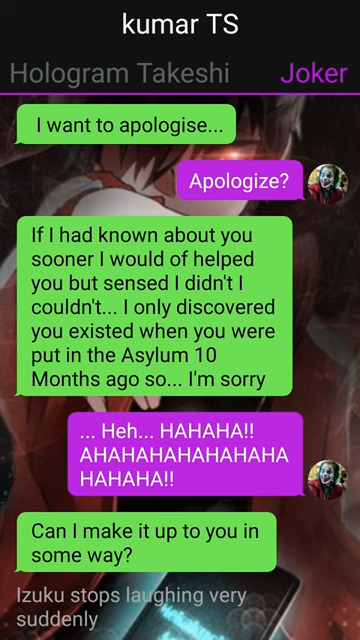 kumar TS
Hologram Takeshi
Joker
I want to apologise...
Apologize?
If I had known about you
sooner I would of helped
you but sensed I didn't I
couldn't... I only discovered
you existed when you were
put in the Asylum 10
Months ago so... I'm sorry
... Heh... HAHAHA!!
AHAHAHAHAHAHAHA
HAHAHA!!
Can I make it up to you in
some way?
Izuku stops laughing very
suddenly